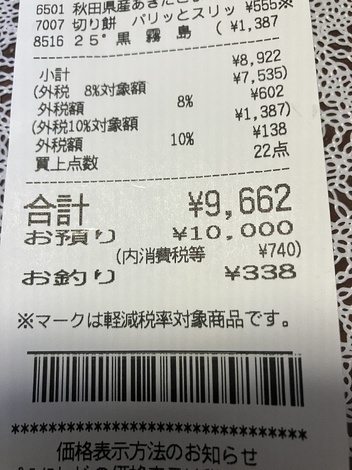 6501 秋田県産あきたこ
7007 切り餅 パリッとスリッ ¥555※
8516 25°黒霧島 ( ¥1,387
小計 ¥8,922
(外税 8%対象額 ¥7,535)
外税額 8% ¥602
(外税10%対象額 ¥1,387)
外税額 10% ¥138
買上点数 22点
合計 ¥9,662
お預り ¥10,000
(内消費税等 ¥740)
お釣り ¥338
※マークは軽減税率対象商品です。
********************************
価格表示方法のお知らせ